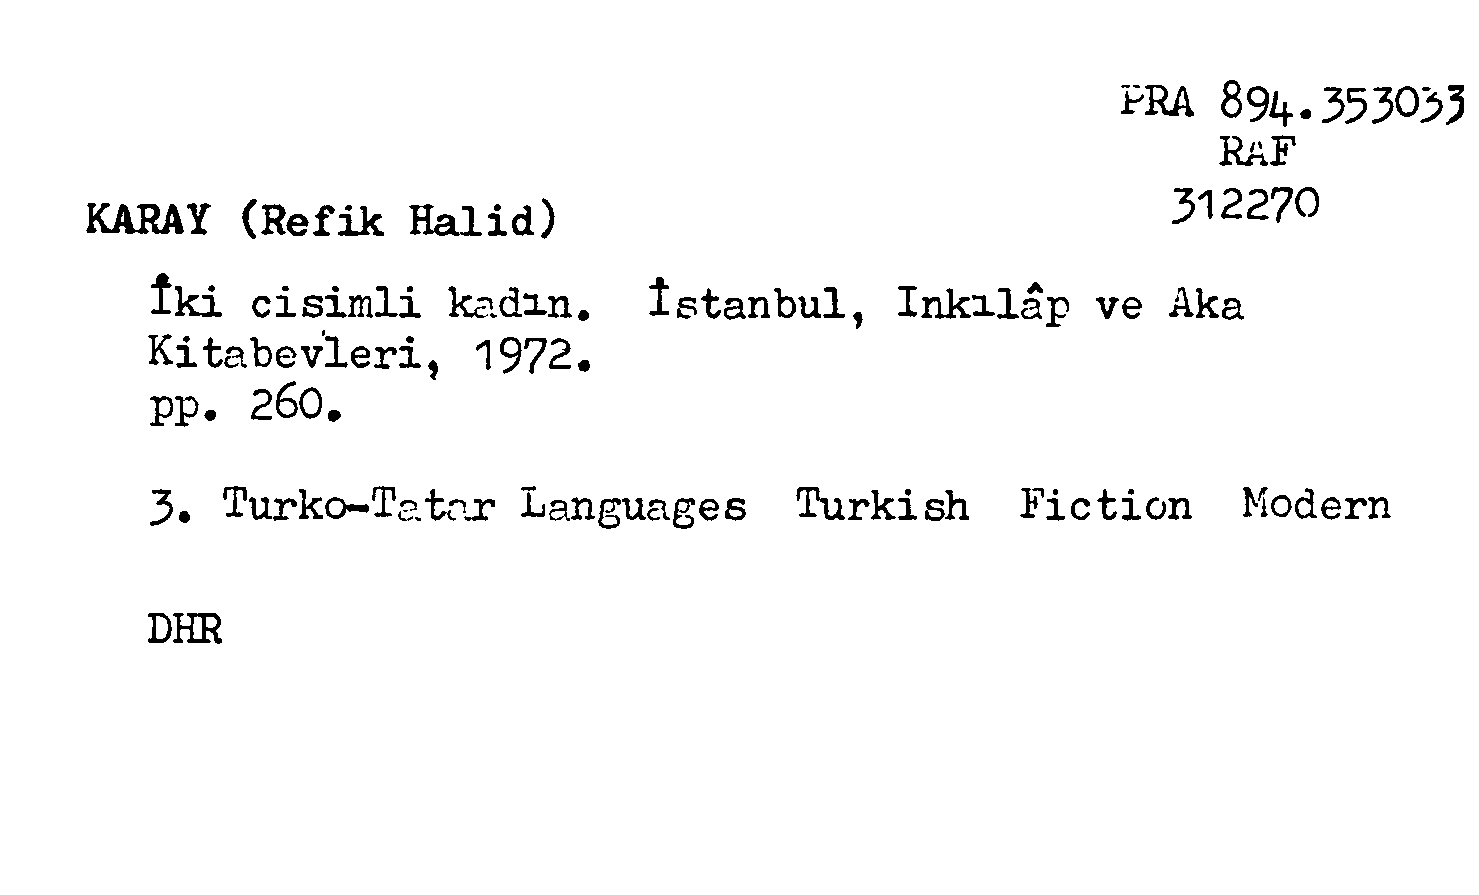 PRA 894.353033
RAF
312270
KARAY (Refik Halid)
İki cisimli kadın. İstanbul, Inkılâp ve Aka
Kitabevleri, 1972.
pp. 260.
3. Turko-Tatar Languages Turkish Fiction Modern
DHR